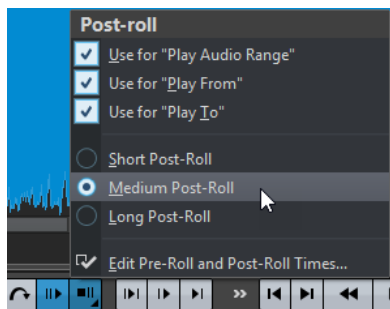 Post-roll
Use for "Play Audio Range"
Use for "Play From"
Use for "Play To"
Short Post-Roll
Medium Post-Roll
Long Post-Roll
Edit Pre-Roll and Post-Roll Times...